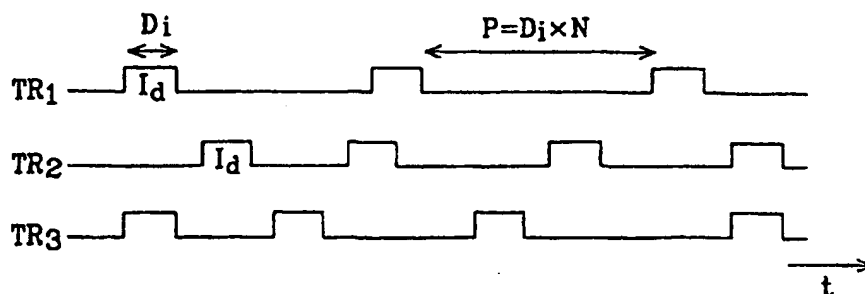 Di P=Di×N
TR1 Id
TR2 Id
TR3
t